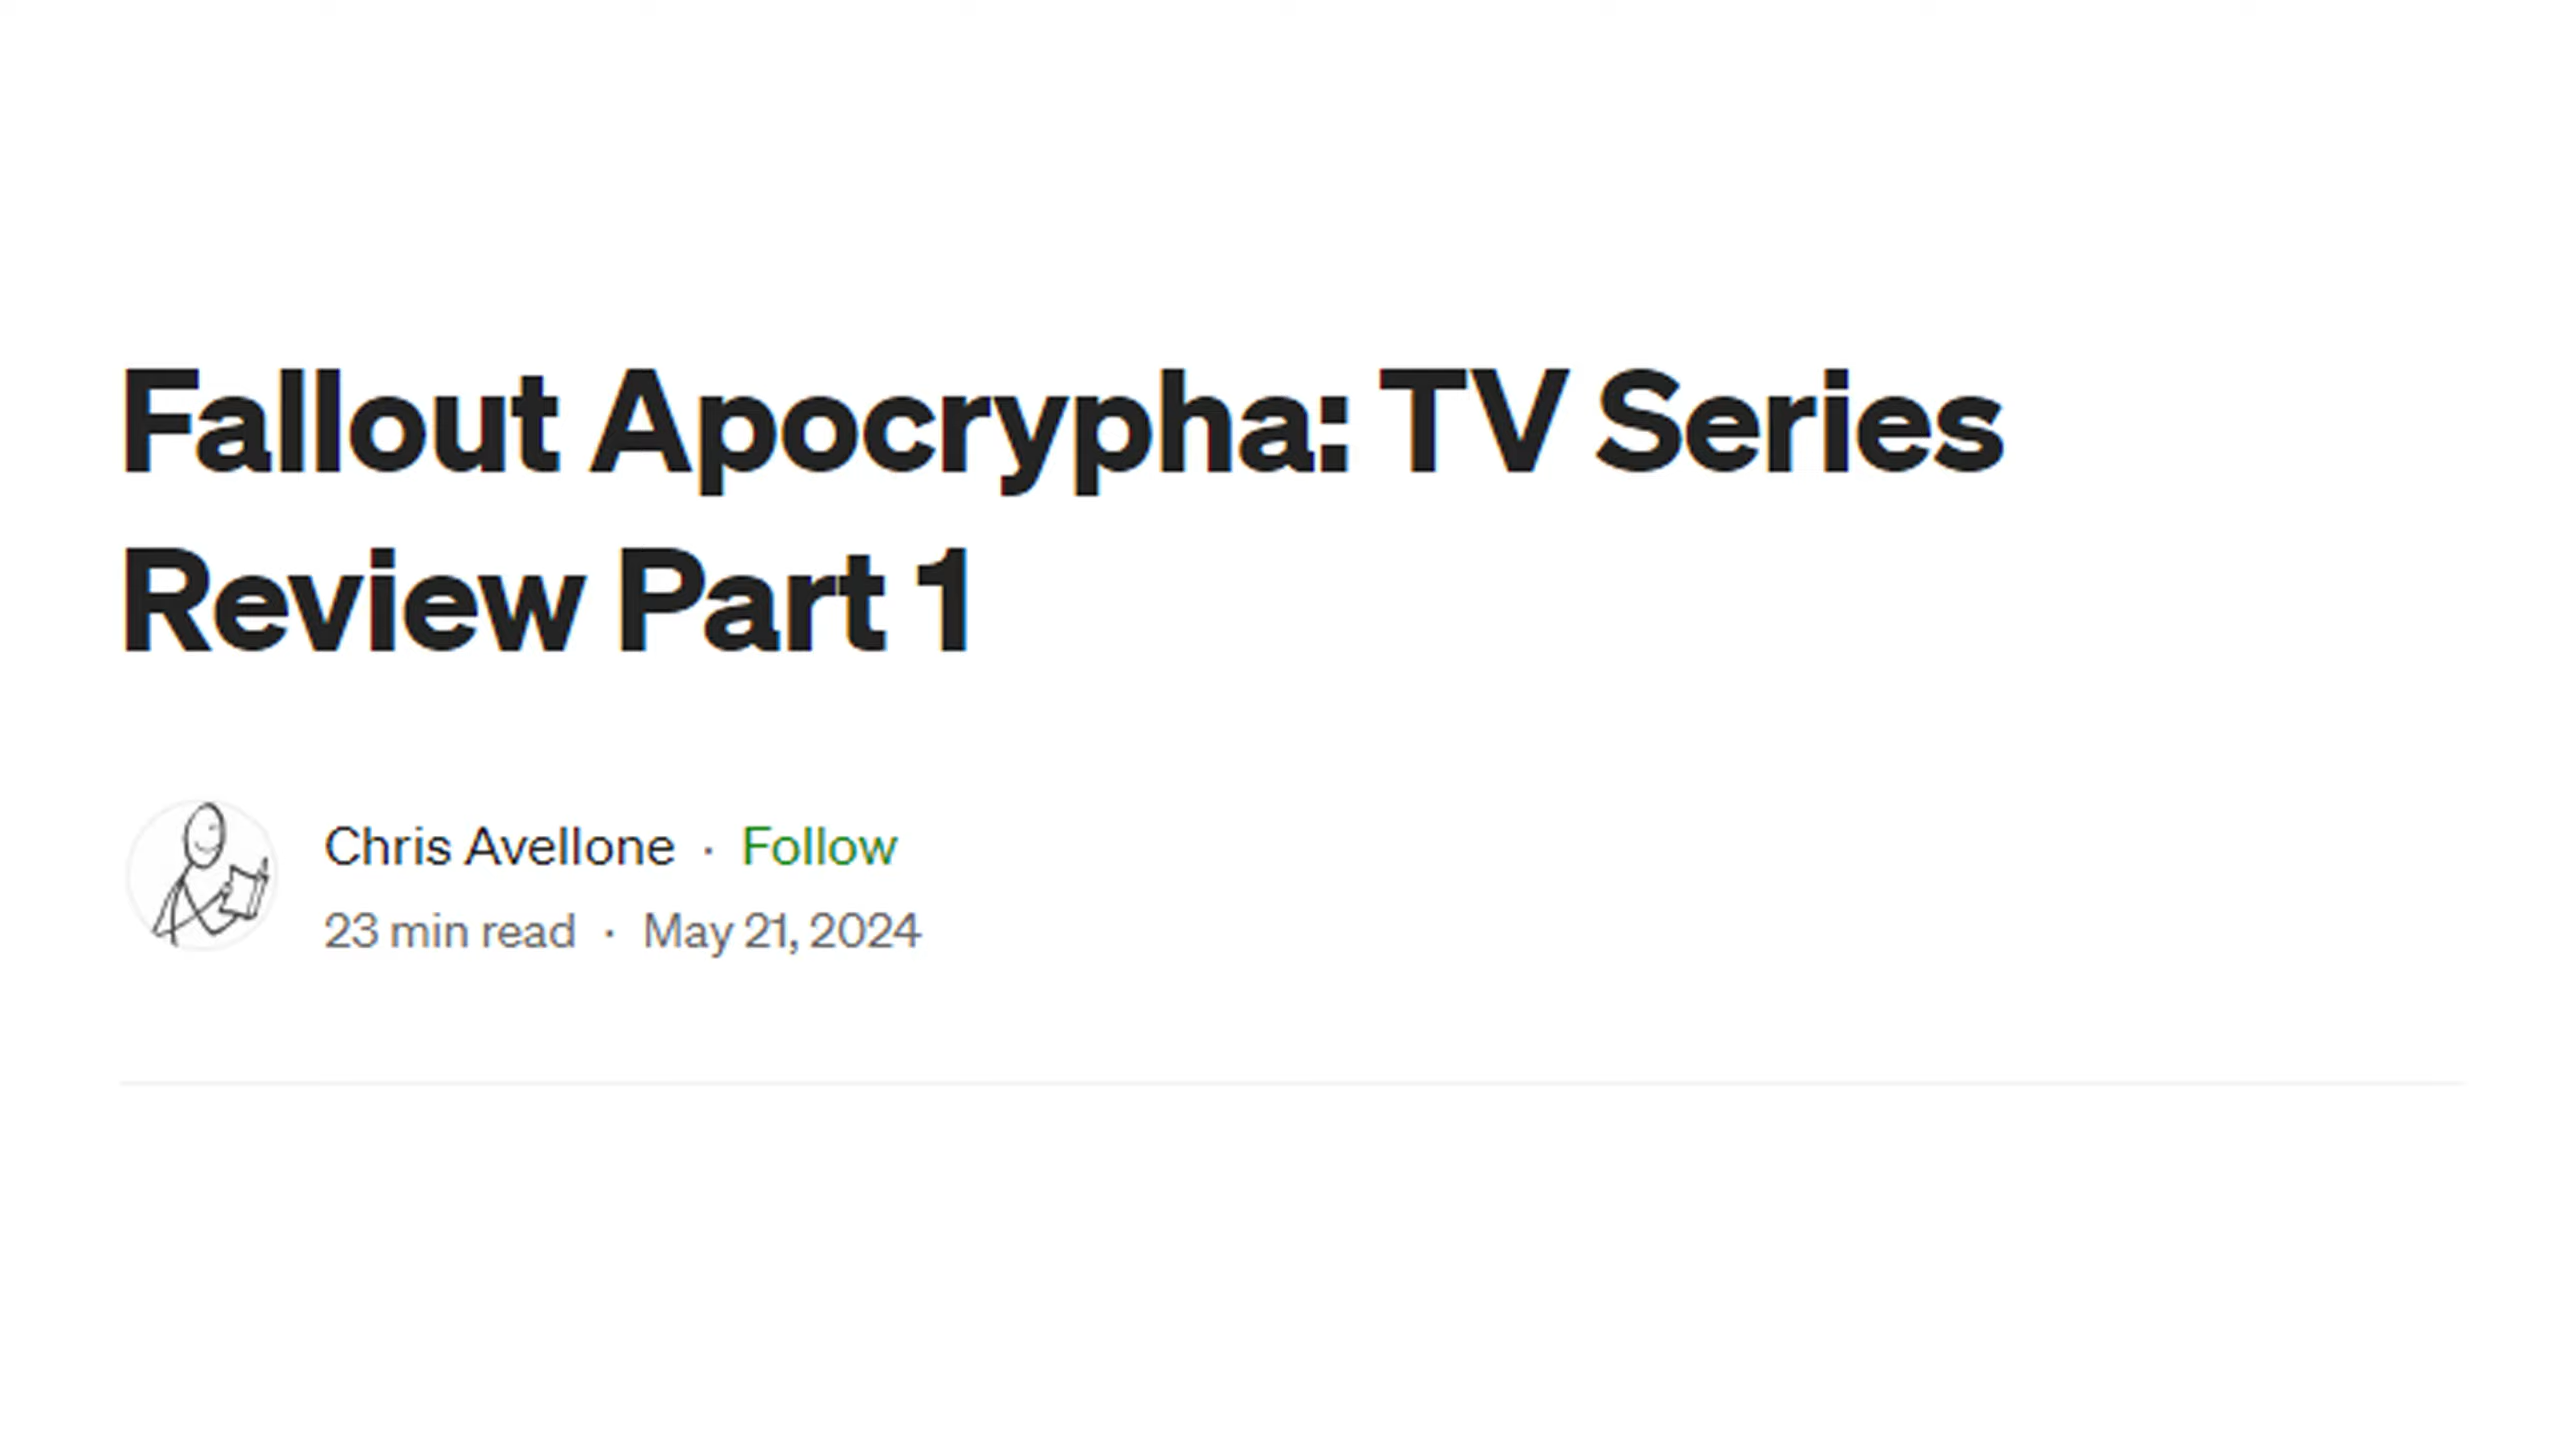 Fallout Apocrypha: TV Series
Review Part 1
Chris Avellone · Follow
23 min read · May 21, 2024